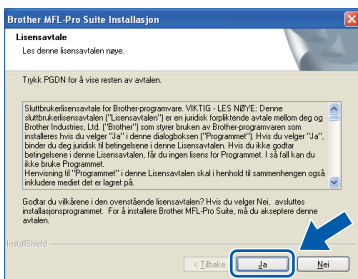 Brother MFL-Pro Suite Installasjon
Lisensavtale
Les denne lisensavtalen nøye.
Trykk PGDN for å vise resten av avtalen.
Sluttbrukerlisensavtale for Brother-programvare. VIKTIG - LES NØYE: Denne
sluttbrukerlisensavtalen ("Lisensavtalen") er en juridisk forpliktende avtale mellom deg og
Brother Industries, Ltd. ("Brother") som styrer bruken av Brother-programvaren som
installeres hvis du velger "Ja" i denne dialogboksen ("Programmet"). Hvis du velger "Ja",
binder du deg juridisk til betingelsene i denne Lisensavtalen. Hvis du ikke godtar
betingelsene i denne Lisensavtalen, får du ingen lisens for Programmet. I så fall kan du
ikke bruke Programmet.
Henvisning til "Programmet" i denne Lisensavtalen skal i henhold til sammenhengen også
inkludere mediet det er lagret på.
Godtar du vilkårene i den ovenstående lisensavtalen? Hvis du velger Nei, avsluttes
installasjonsprogrammet. For å installere Brother MFL-Pro Suite, må du akseptere denne
avtalen.
InstallShield
< Tilbake Ja Nei